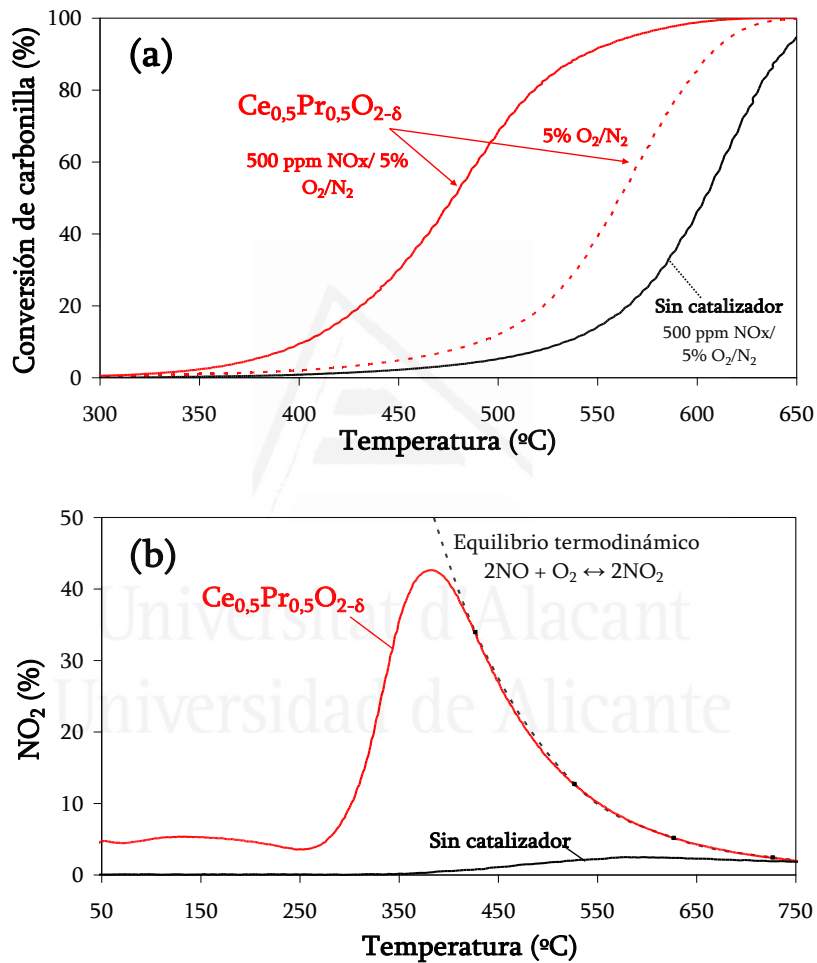 (a)
Conversión de carbonilla (%)
100
80
60
40
20
0
Ce0,5Pr0,5O2-δ
500 ppm NOx/ 5%
O2/N2
5% O2/N2
Sin catalizador
500 ppm NOx/
5% O2/N2
300 350 400 450 500 550 600 650
Temperatura (ºC)
(b)
NO2 (%)
50
40
30
20
10
0
Equilibrio termodinámico
2NO + O2 ↔ 2NO2
Ce0,5Pr0,5O2-δ
Universitat d'Alacant
Universidad de Alicante
Sin catalizador
50 150 250 350 450 550 650 750
Temperatura (ºC)